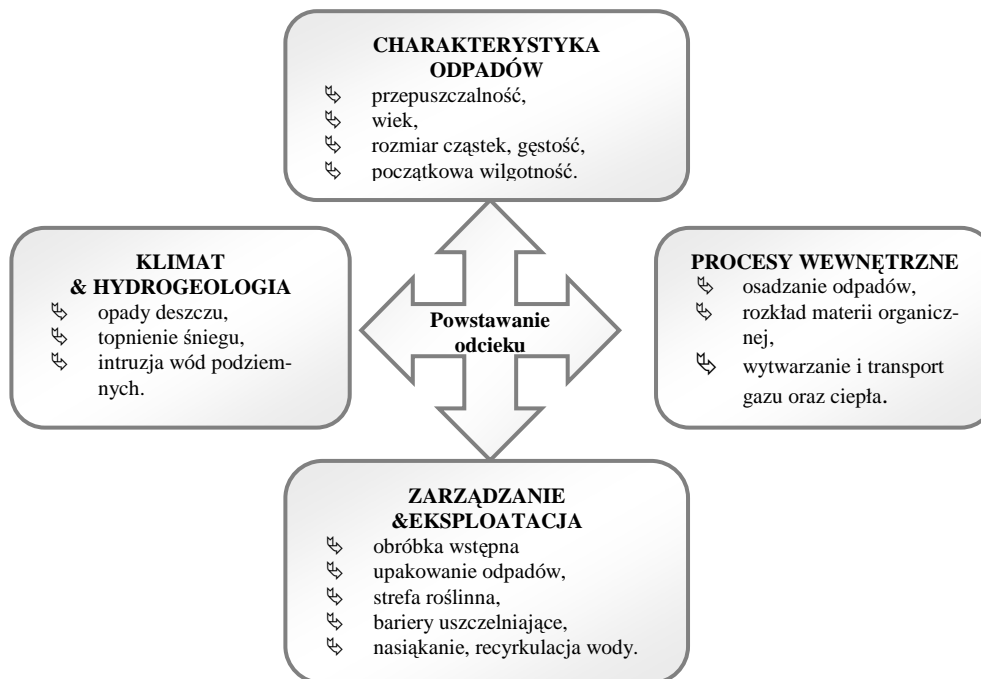 CHARAKTERYSTYKA
ODPADÓW
przepuszczalność,
wiek,
rozmiar cząstek, gęstość,
początkowa wilgotność.
KLIMAT
& HYDROGEOLOGIA
opady deszczu,
topnienie śniegu,
intruzja wód podziem-
nych.
Powstawanie
odcieku
PROCESY WEWNĘTRZNE
osadzanie odpadów,
rozkład materii organicz-
nej,
wytwarzanie i transport
gazu oraz ciepła.
ZARZĄDZANIE
&EKSPLOATACJA
obróbka wstępna
upakowanie odpadów,
strefa roślinna,
bariery uszczelniające,
nasiąkanie, recyrkulacja wody.